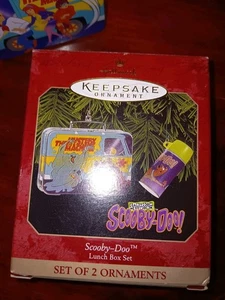 KEEPSAKE
ORNAMENT
SCOOBY-DOO!
Scooby-Doo™
Lunch Box Set
SET OF 2 ORNAMENTS